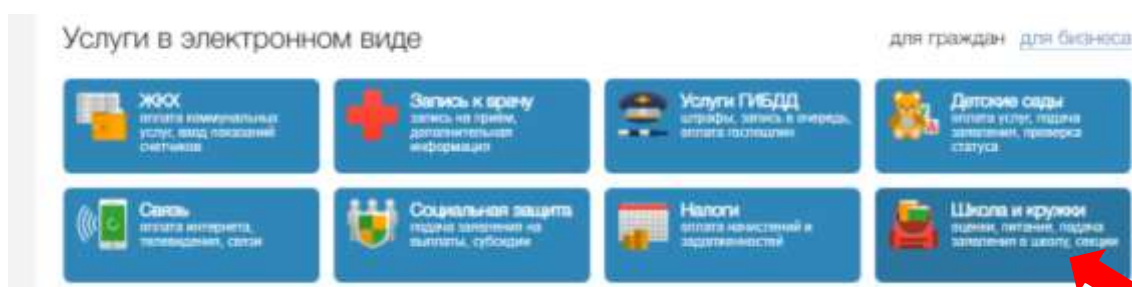 Услуги в электронном виде
для граждан для бизнеса
ЖКХ
оплата коммунальных
услуг, ввод показаний
счетчиков
Запись к врачу
запись на приём,
дополнительная
информация
Услуги ГИБДД
штрафы, запись в очередь,
оплата госпошлин
Детские сады
оплата услуг, подача
заявления, проверка
статуса
Связь
оплата интернета,
телевидения, связи
Социальная защита
подача заявления на
выплаты, субсидии
Налоги
оплата начислений и
задолженностей
Школа и кружки
оценки, питание, подача
заявления в школу, секции